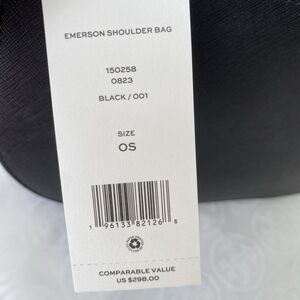 EMERSON SHOULDER BAG
150258
0823
BLACK / 001
SIZE
OS
1 96133 82126 8
COMPARABLE VALUE
US $298.00